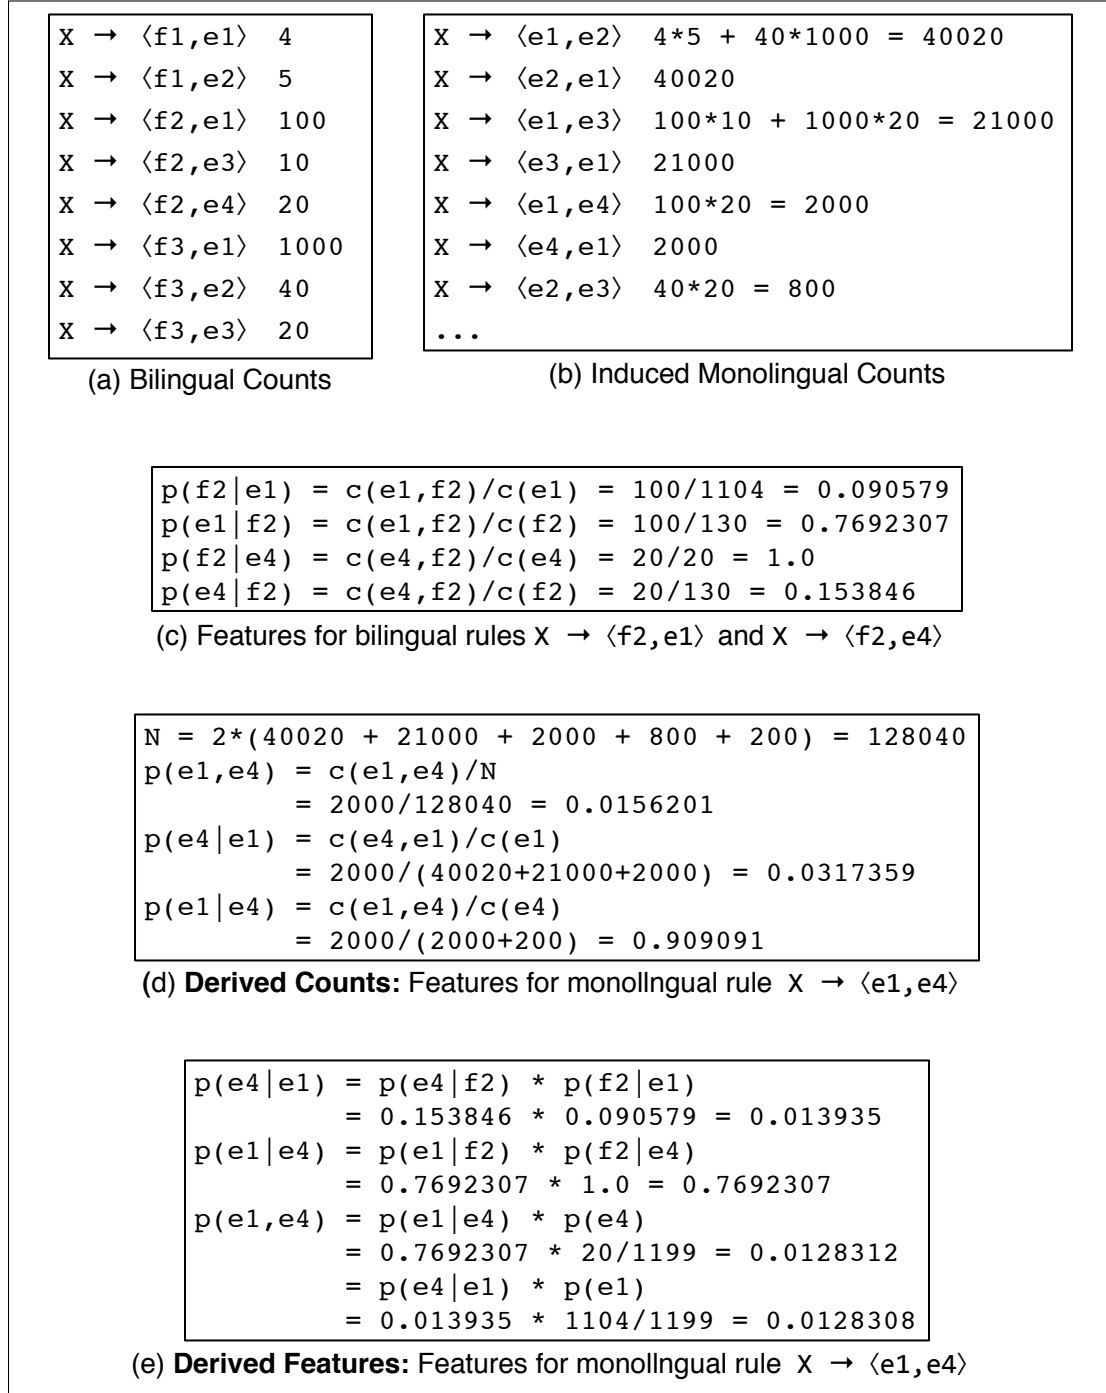 X → ⟨f1,e1⟩ 4
X → ⟨f1,e2⟩ 5
X → ⟨f2,e1⟩ 100
X → ⟨f2,e3⟩ 10
X → ⟨f2,e4⟩ 20
X → ⟨f3,e1⟩ 1000
X → ⟨f3,e2⟩ 40
X → ⟨f3,e3⟩ 20
(a) Bilingual Counts
X → ⟨e1,e2⟩ 4*5 + 40*1000 = 40020
X → ⟨e2,e1⟩ 40020
X → ⟨e1,e3⟩ 100*10 + 1000*20 = 21000
X → ⟨e3,e1⟩ 21000
X → ⟨e1,e4⟩ 100*20 = 2000
X → ⟨e4,e1⟩ 2000
X → ⟨e2,e3⟩ 40*20 = 800
...
(b) Induced Monolingual Counts
p(f2|e1) = c(e1,f2)/c(e1) = 100/1104 = 0.090579
p(e1|f2) = c(e1,f2)/c(f2) = 100/130 = 0.7692307
p(f2|e4) = c(e4,f2)/c(e4) = 20/20 = 1.0
p(e4|f2) = c(e4,f2)/c(f2) = 20/130 = 0.153846
(c) Features for bilingual rules X → ⟨f2,e1⟩ and X → ⟨f2,e4⟩
N = 2*(40020 + 21000 + 2000 + 800 + 200) = 128040
p(e1,e4) = c(e1,e4)/N
= 2000/128040 = 0.0156201
p(e4|e1) = c(e4,e1)/c(e1)
= 2000/(40020+21000+2000) = 0.0317359
p(e1|e4) = c(e1,e4)/c(e4)
= 2000/(2000+200) = 0.909091
(d) Derived Counts: Features for monolIngual rule X → ⟨e1,e4⟩
p(e4|e1) = p(e4|f2) * p(f2|e1)
= 0.153846 * 0.090579 = 0.013935
p(e1|e4) = p(e1|f2) * p(f2|e4)
= 0.7692307 * 1.0 = 0.7692307
p(e1,e4) = p(e1|e4) * p(e4)
= 0.7692307 * 20/1199 = 0.0128312
= p(e4|e1) * p(e1)
= 0.013935 * 1104/1199 = 0.0128308
(e) Derived Features: Features for monolIngual rule X → ⟨e1,e4⟩